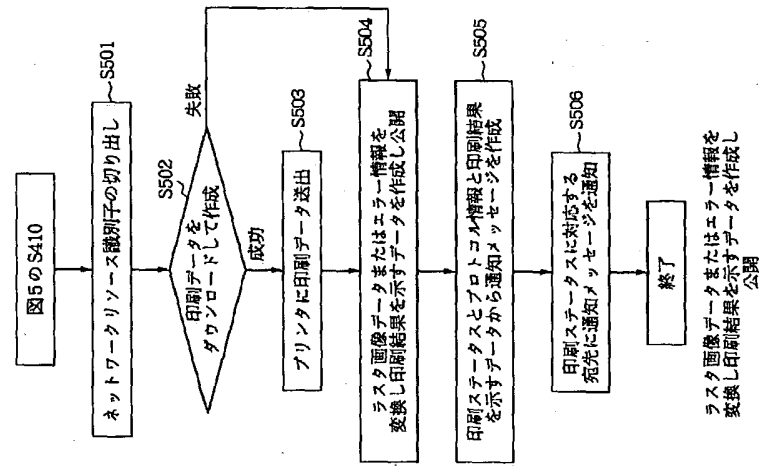 図5のS410
S501
ネットワークリソース識別子の切り出し
S502
印刷データを
ダウンロードして作成
失敗
成功
S503
プリンタに印刷データ送出
S504
ラスタ画像データまたはエラー情報を
変換し印刷結果を示すデータを作成し公開
S505
印刷ステータスとプロトコル情報と印刷結果
を示すデータから通知メッセージを作成
S506
印刷ステータスに対応する
宛先に通知メッセージを通知
終了
ラスタ画像データまたはエラー情報を
変換し印刷結果を示すデータを作成し
公開